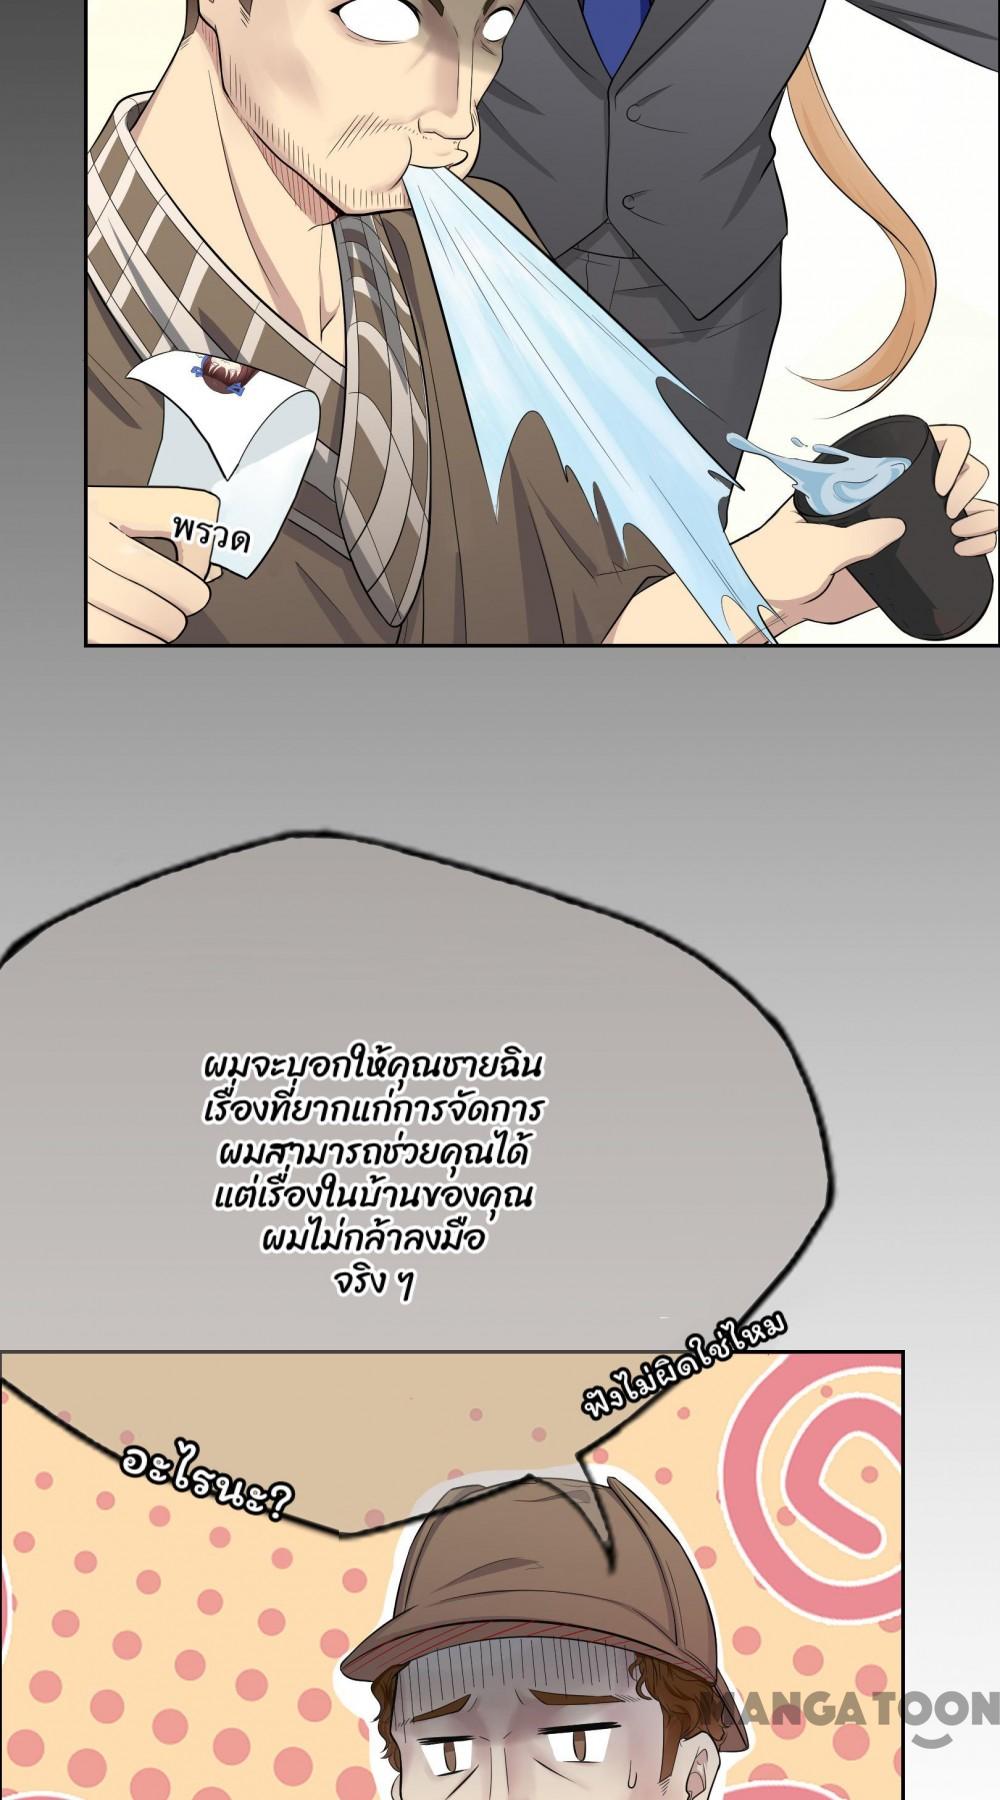 พรวด
ผมจะบอกให้คุณชายฉิน
เรื่องที่ยากแก่การจัดการ
ผมสามารถช่วยคุณได้
แต่เรื่องในบ้านของคุณ
ผมไม่กล้าลงมือ
จริง ๆ
ฟังไม่ผิดใช่ไหม
อะไรนะ?
MANGATOON